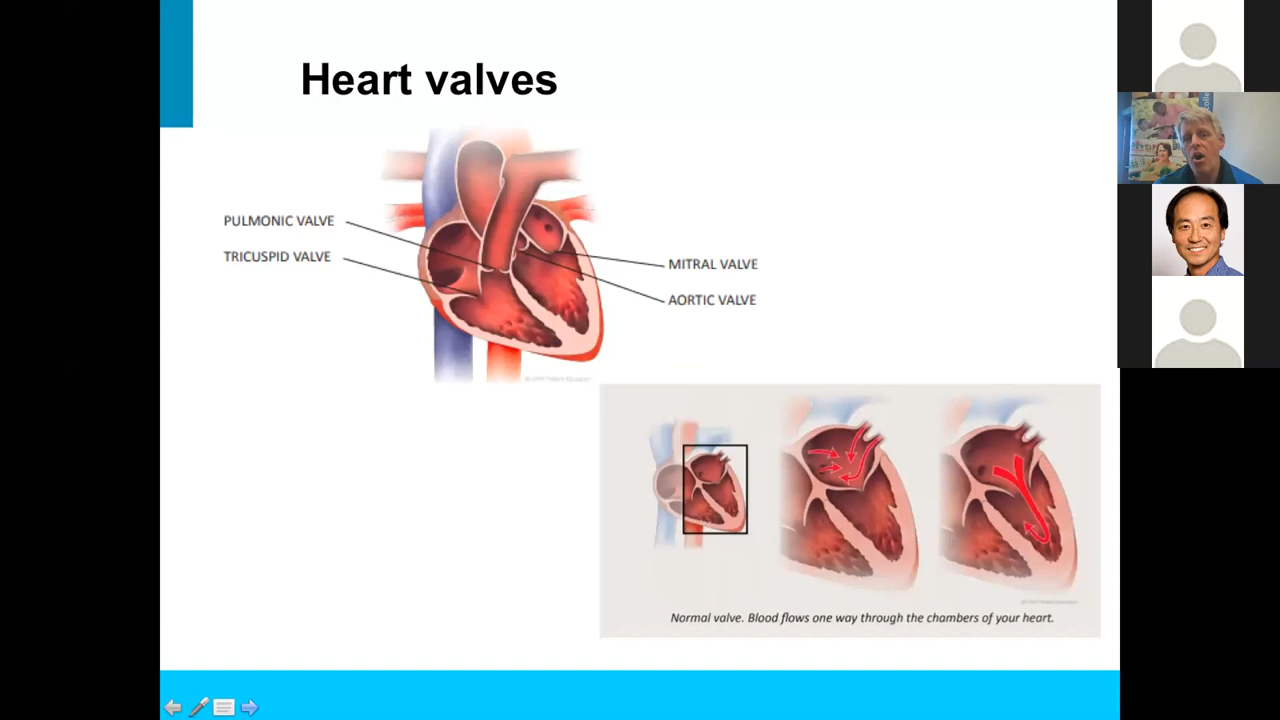 Heart valves
PULMONIC VALVE
TRICUSPID VALVE
MITRAL VALVE
AORTIC VALVE
Normal valve. Blood flows one way through the chambers of your heart.